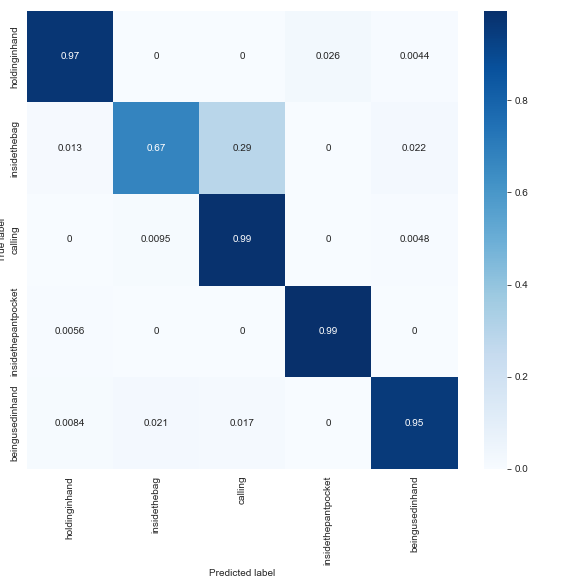 holdinginhand 0.97 0 0 0.026 0.0044
insidethebag 0.013 0.67 0.29 0 0.022
calling 0 0.0095 0.99 0 0.0048
insidethepantpocket 0.0056 0 0 0.99 0
beingusedinhand 0.0084 0.021 0.017 0 0.95
True label
holdinginhand insidethebag calling insidethepantpocket beingusedinhand
Predicted label
0.8
0.6
0.4
0.2
0.0